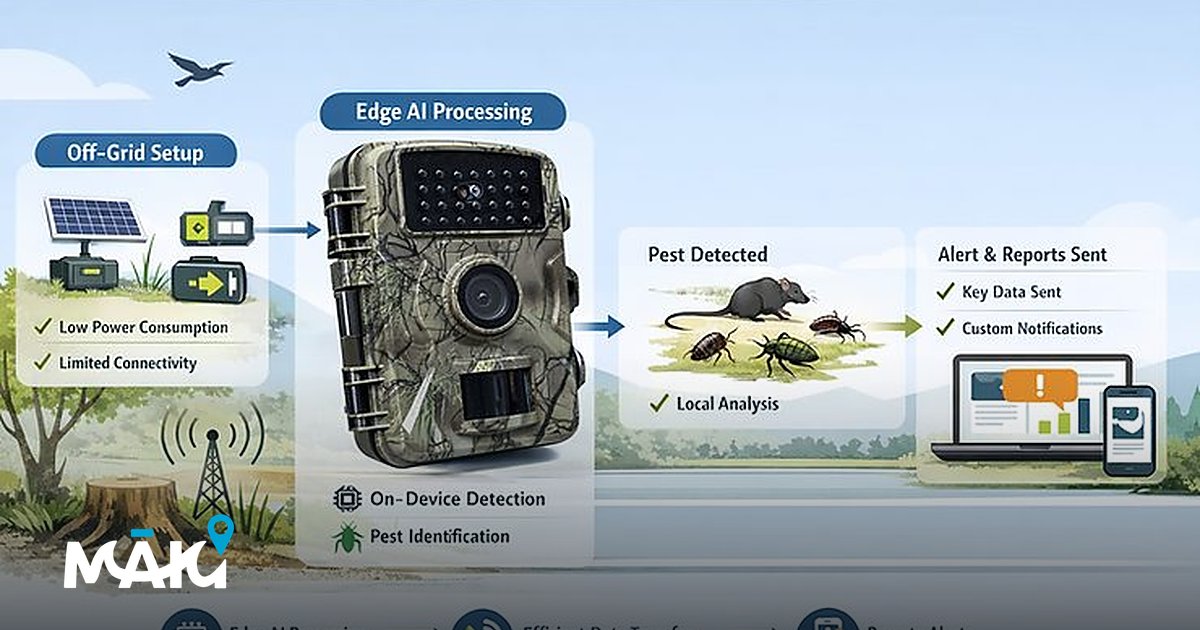 Off-Grid Setup
Low Power Consumption
Limited Connectivity
Edge AI Processing
On-Device Detection
Pest Identification
Pest Detected
Local Analysis
Alert & Reports Sent
Key Data Sent
Custom Notifications
!
MĀKU